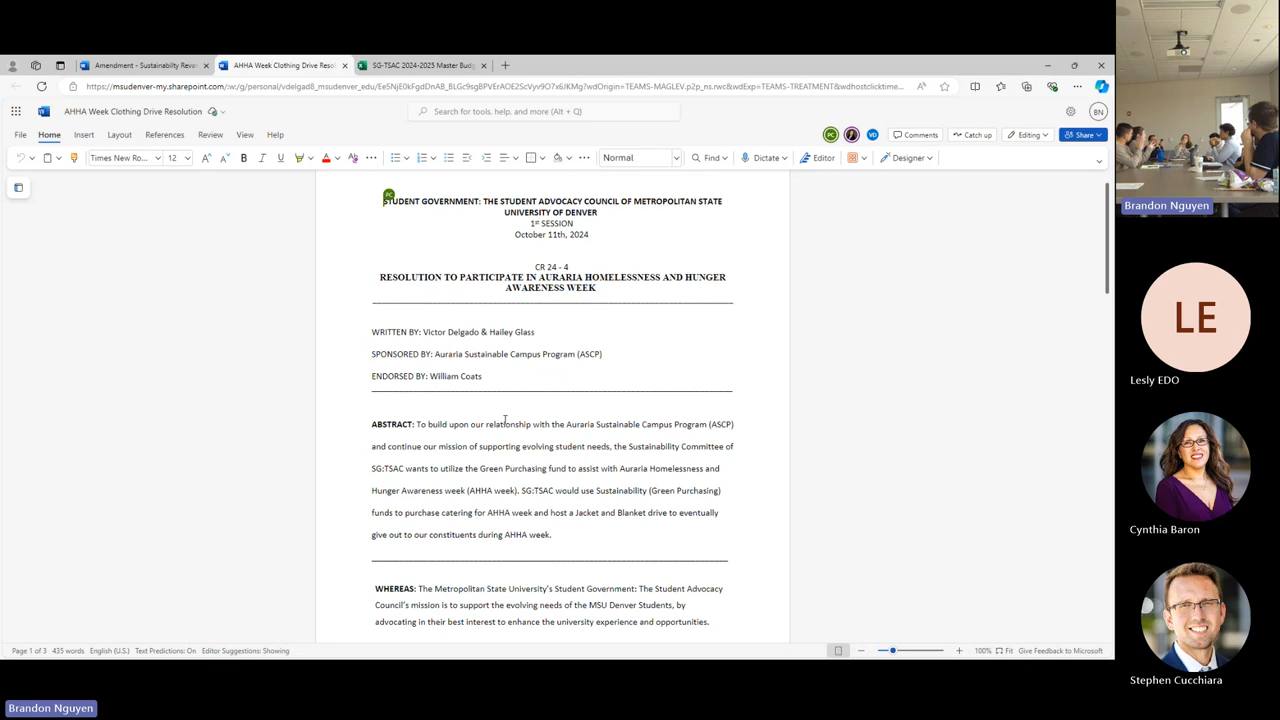 Amendment - Sustainabilty Reve
AHHA Week Clothing Drive Resol
SG-TSAC 2024-2025 Master Budg
AHHA Week Clothing Drive Resolution
Search for tools, help, and more (Alt + Q)
BN
File
Home
Insert
Layout
References
Review
View
Help
PC
VD
Comments
Catch up
Editing
Share
Times New Ro...
12
Normal
Find
Dictate
Editor
Designer
PC
STUDENT GOVERNMENT: THE STUDENT ADVOCACY COUNCIL OF METROPOLITAN STATE
UNIVERSITY OF DENVER
1st SESSION
October 11th, 2024
CR 24 - 4
RESOLUTION TO PARTICIPATE IN AURARIA HOMELESSNESS AND HUNGER
AWARENESS WEEK
WRITTEN BY: Victor Delgado & Hailey Glass
SPONSORED BY: Auraria Sustainable Campus Program (ASCP)
ENDORSED BY: William Coats
ABSTRACT: To build upon our relationship with the Auraria Sustainable Campus Program (ASCP)
and continue our mission of supporting evolving student needs, the Sustainability Committee of
SG:TSAC wants to utilize the Green Purchasing fund to assist with Auraria Homelessness and
Hunger Awareness week (AHHA week). SG:TSAC would use Sustainability (Green Purchasing)
funds to purchase catering for AHHA week and host a Jacket and Blanket drive to eventually
give out to our constituents during AHHA week.
WHEREAS: The Metropolitan State University's Student Government: The Student Advocacy
Council's mission is to support the evolving needs of the MSU Denver Students, by
advocating in their best interest to enhance the university experience and opportunities.
Page 1 of 3
435 words
English (U.S.)
Text Predictions: On
Editor Suggestions: Showing
100%
Fit
Give Feedback to Microsoft
Brandon Nguyen
LE
Lesly EDO
Cynthia Baron
Stephen Cucchiara
Brandon Nguyen